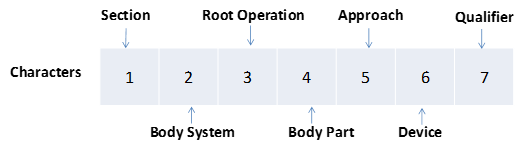 Section Root Operation Approach Qualifier
Characters 1 2 3 4 5 6 7
Body System Body Part Device